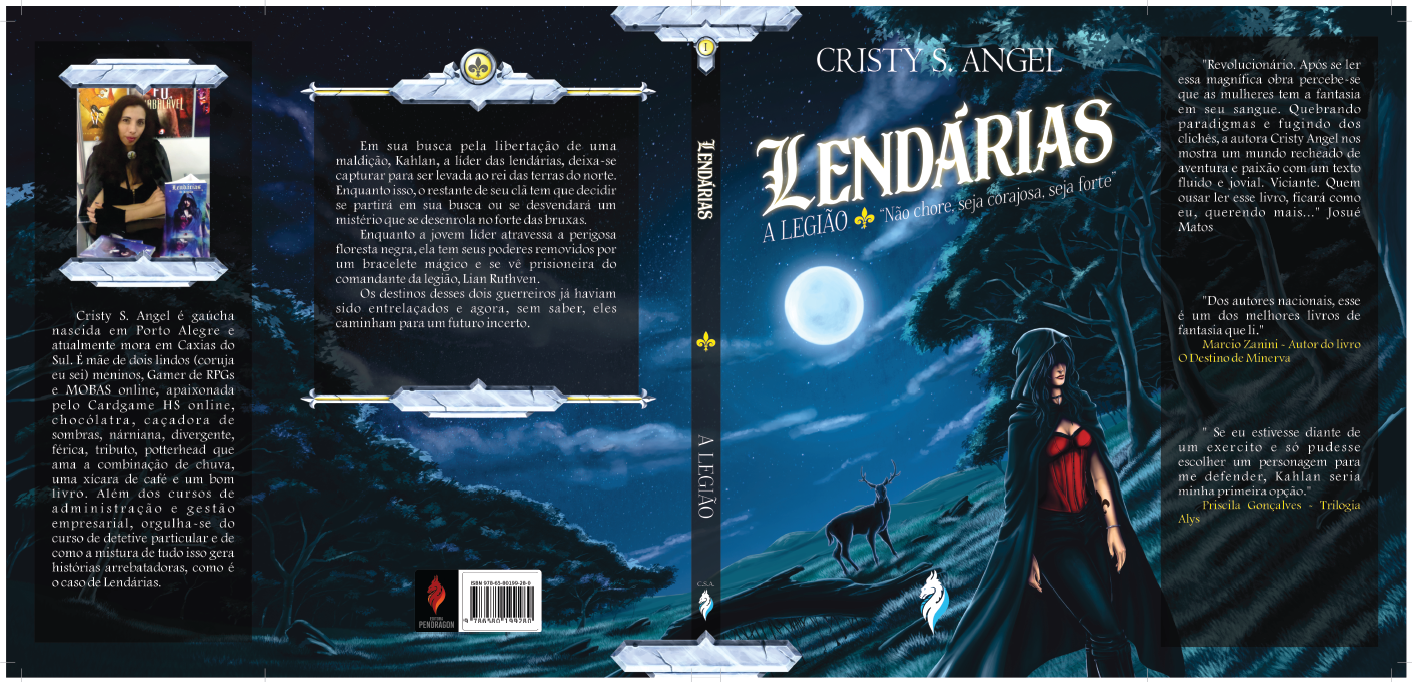 FU.
ABALÁVEL
Lendárias
Cristy S. Angel é gaúcha
nascida em Porto Alegre e
atualmente mora em Caxias do
Sul. É mãe de dois lindos (coruja
eu sei) meninos, Gamer de RPGs
e MOBAS online, apaixonada
pelo Cardgame HS online,
chocólatra, caçadora de
sombras, nárniana, divergente,
férica, tributo, potterhead que
ama a combinação de chuva,
uma xícara de café e um bom
livro. Além dos cursos de
administração e gestão
empresarial, orgulha-se do
curso de detetive particular e de
como a mistura de tudo isso gera
histórias arrebatadoras, como é
o caso de Lendárias.
Em sua busca pela libertação de uma
maldição, Kahlan, a líder das lendárias, deixa-se
capturar para ser levada ao rei das terras do norte.
Enquanto isso, o restante de seu clã tem que decidir
se partirá em sua busca ou se desvendará um
mistério que se desenrola no forte das bruxas.
Enquanto a jovem líder atravessa a perigosa
floresta negra, ela tem seus poderes removidos por
um bracelete mágico e se vê prisioneira do
comandante da legião, Lian Ruthven.
Os destinos desses dois guerreiros já haviam
sido entrelaçados e agora, sem saber, eles
caminham para um futuro incerto.
EDITORA
PENDRAGON
ISBN 978-65-80199-28-0
9 786580 199280
I
LENDÁRIAS
A LEGIÃO
C.S.A.
CRISTY S. ANGEL
LENDÁRIAS
A LEGIÃO "Não chore, seja corajosa, seja forte"
"Revolucionário. Após se ler
essa magnífica obra percebe-se
que as mulheres tem a fantasia
em seu sangue. Quebrando
paradigmas e fugindo dos
clichês, a autora Cristy Angel nos
mostra um mundo recheado de
aventura e paixão com um texto
fluido e jovial. Viciante. Quem
ousar ler esse livro, ficará como
eu, querendo mais..." Josué
Matos
"Dos autores nacionais, esse
é um dos melhores livros de
fantasia que li."
Marcio Zanini - Autor do livro
O Destino de Minerva
" Se eu estivesse diante de
um exercito e só pudesse
escolher um personagem para
me defender, Kahlan seria
minha primeira opção."
Priscila Gonçalves - Trilogia
Alys